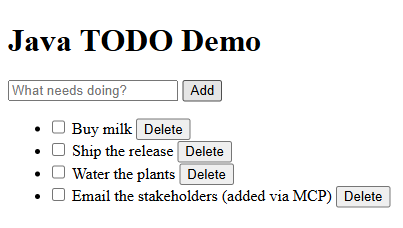 Java TODO Demo
What needs doing? Add
Buy milk Delete
Ship the release Delete
Water the plants Delete
Email the stakeholders (added via MCP) Delete